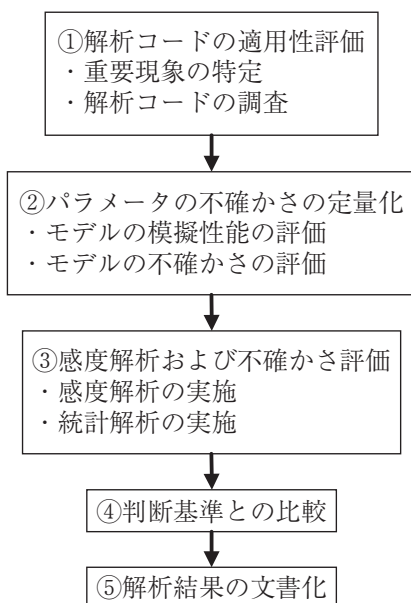 ①解析コードの適用性評価
・重要現象の特定
・解析コードの調査
②パラメータの不確かさの定量化
・モデルの模擬性能の評価
・モデルの不確かさの評価
③感度解析および不確かさ評価
・感度解析の実施
・統計解析の実施
④判断基準との比較
⑤解析結果の文書化